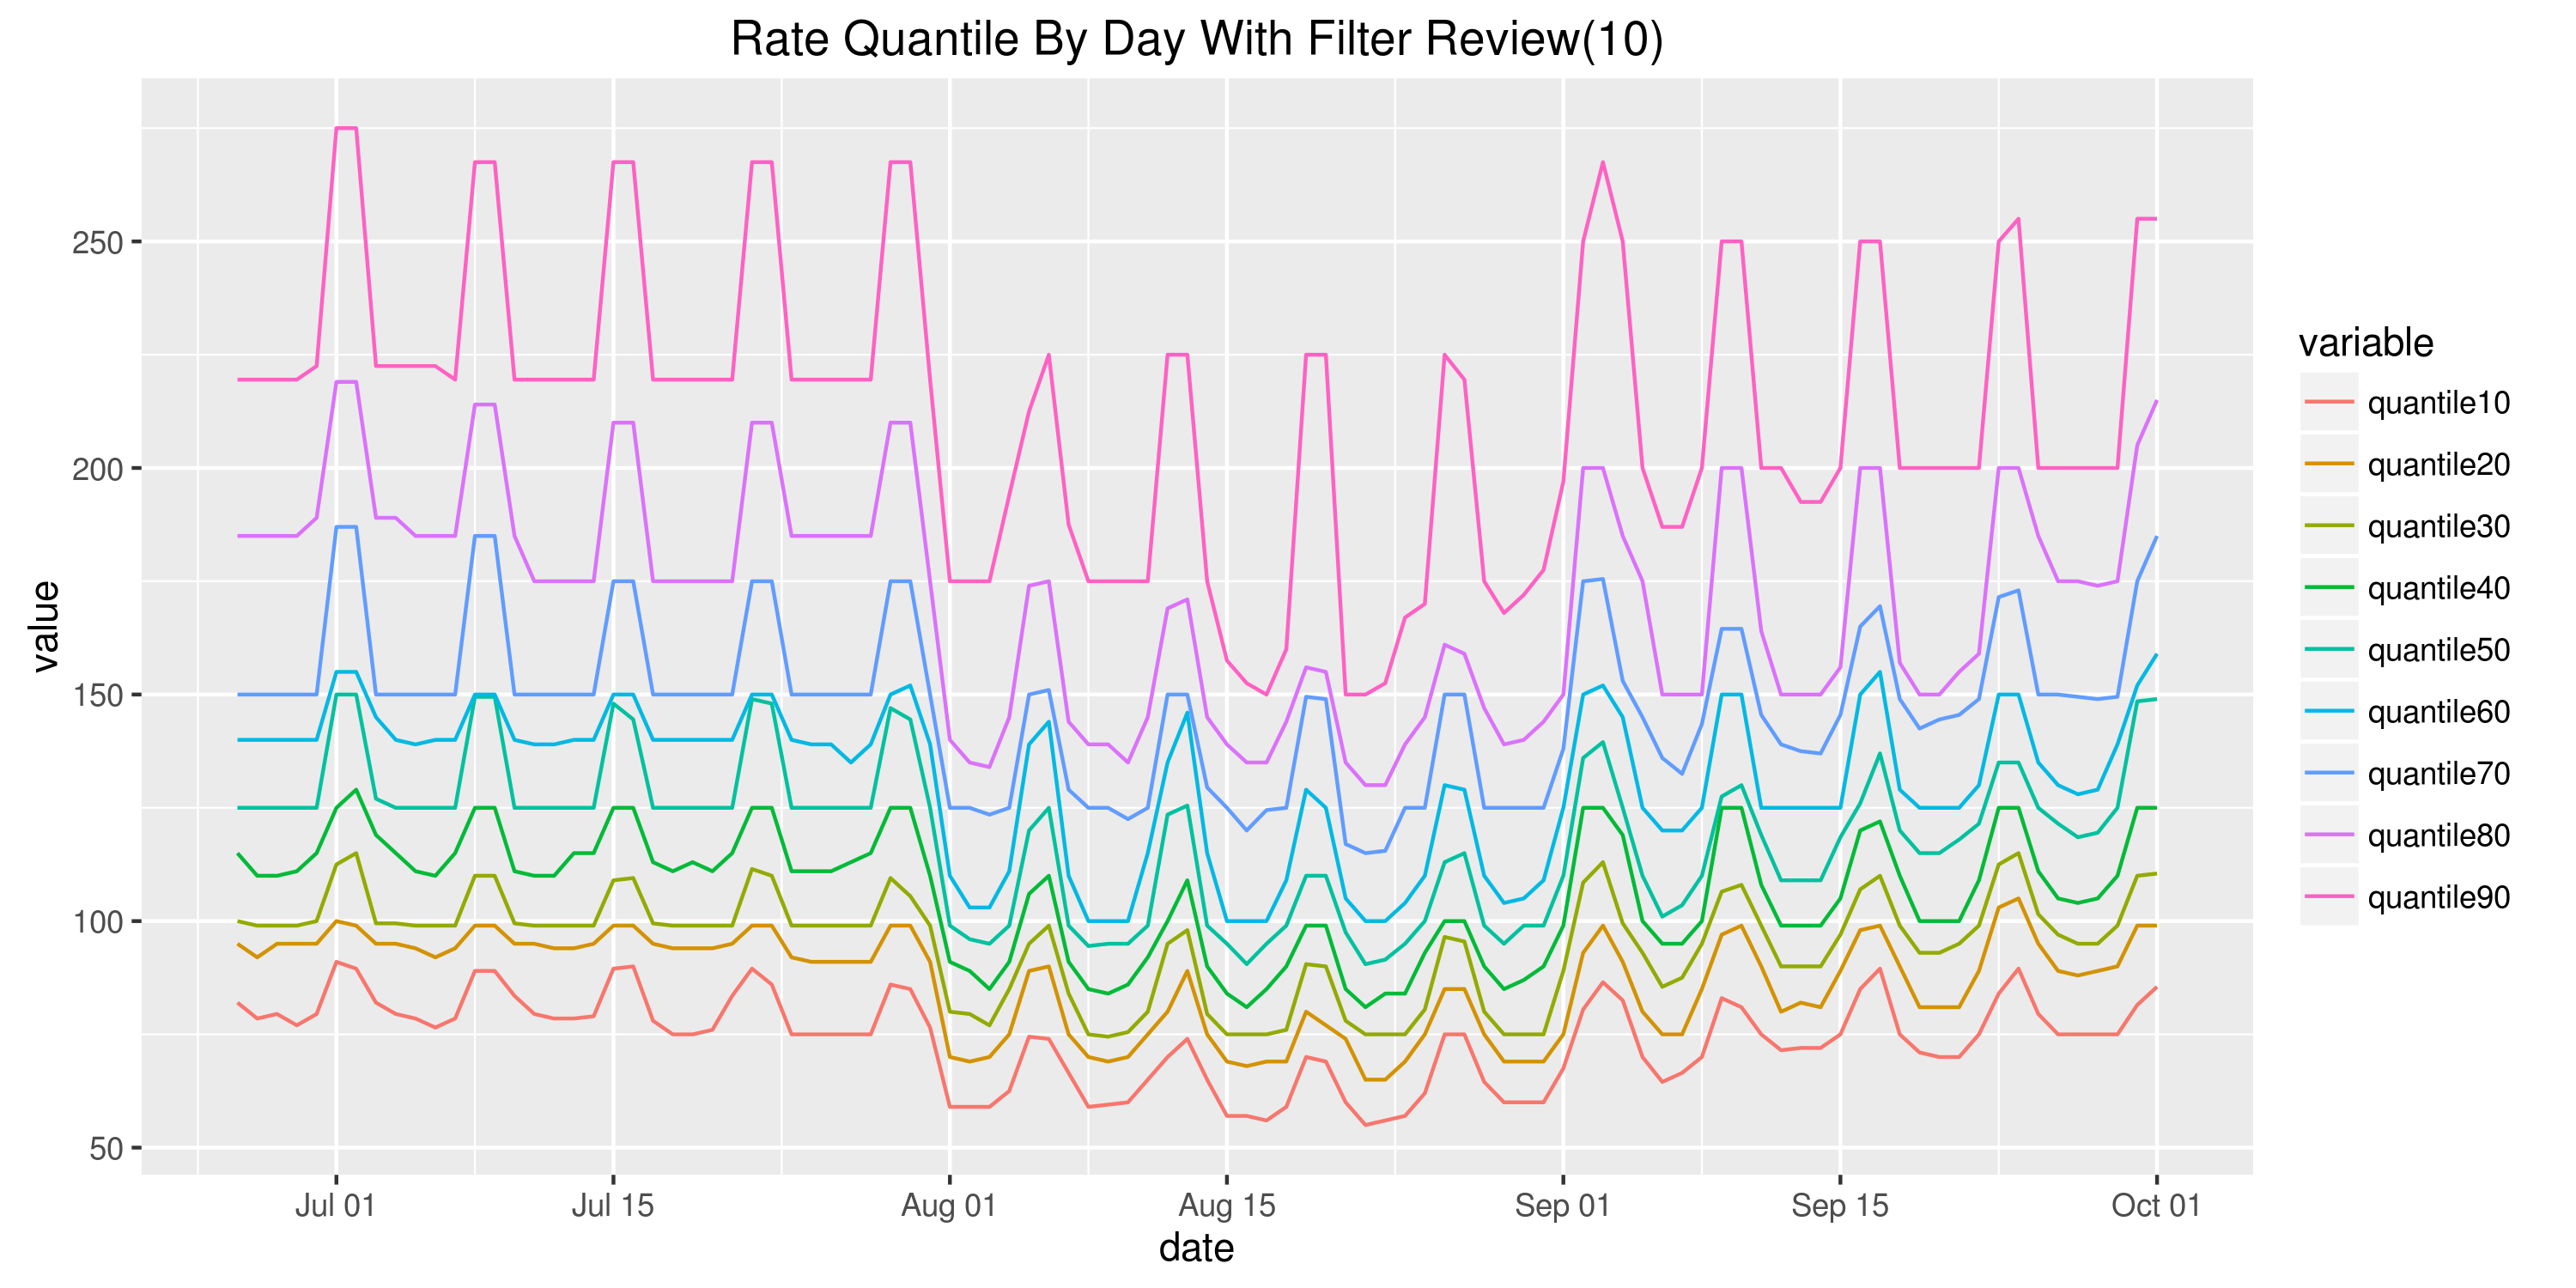 Rate Quantile By Day With Filter Review(10)
250
200
150
100
50
value
Jul 01
Jul 15
Aug 01
Aug 15
Sep 01
Sep 15
Oct 01
date
variable
quantile10
quantile20
quantile30
quantile40
quantile50
quantile60
quantile70
quantile80
quantile90